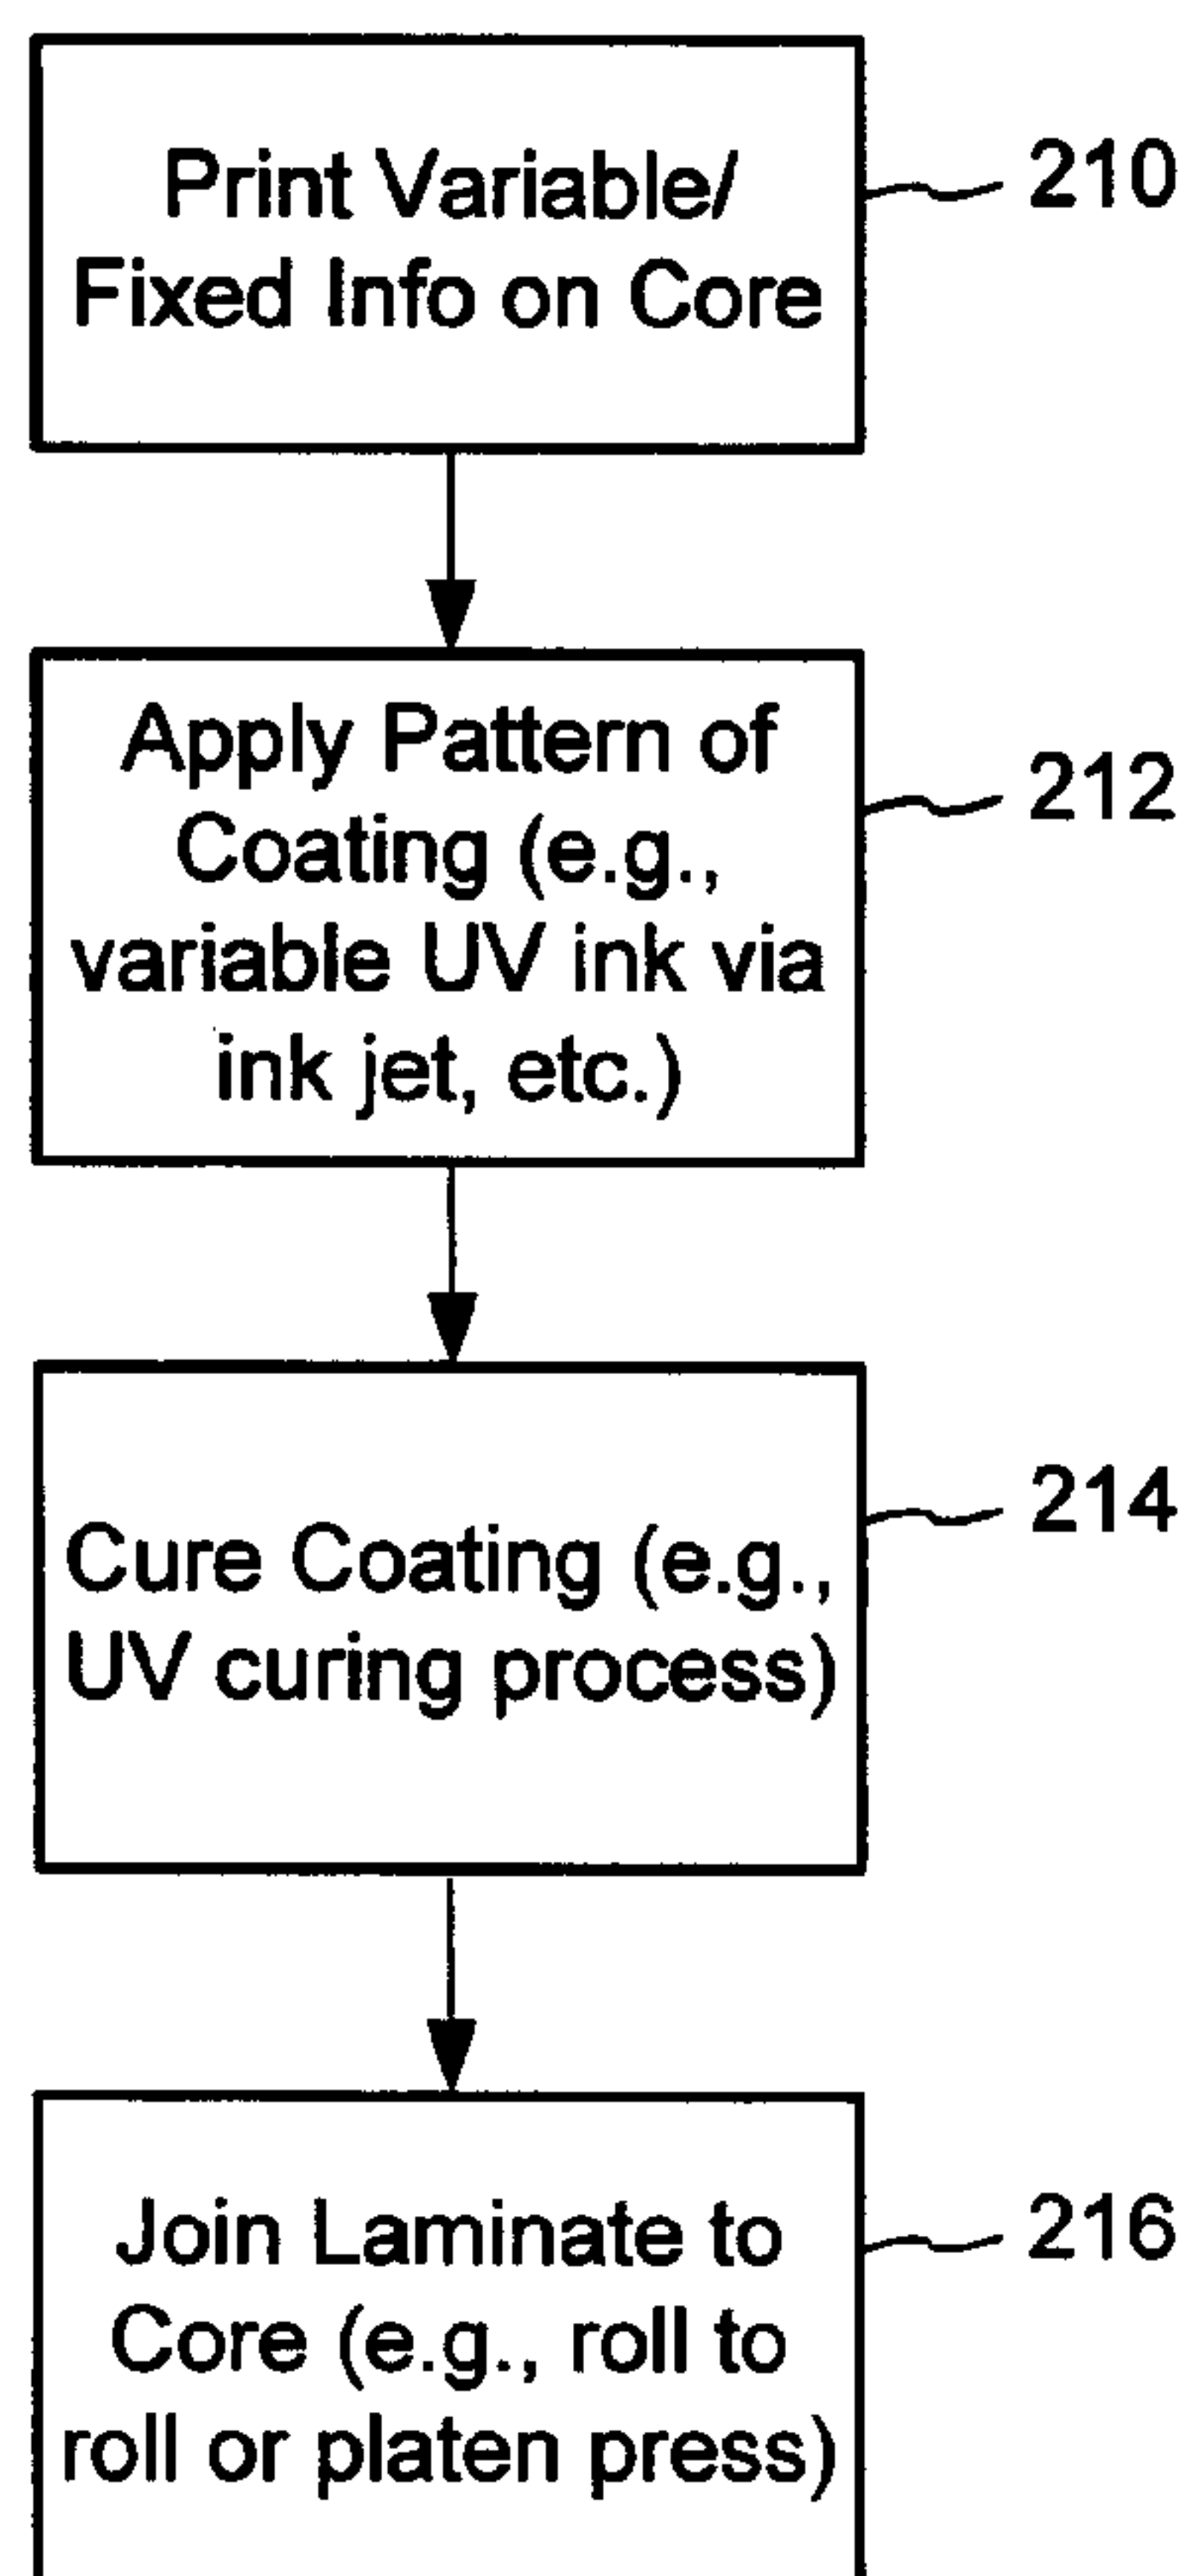 Print Variable/
Fixed Info on Core
210
Apply Pattern of
Coating (e.g.,
variable UV ink via
ink jet, etc.)
212
Cure Coating (e.g.,
UV curing process)
214
Join Laminate to
Core (e.g., roll to
roll or platen press)
216